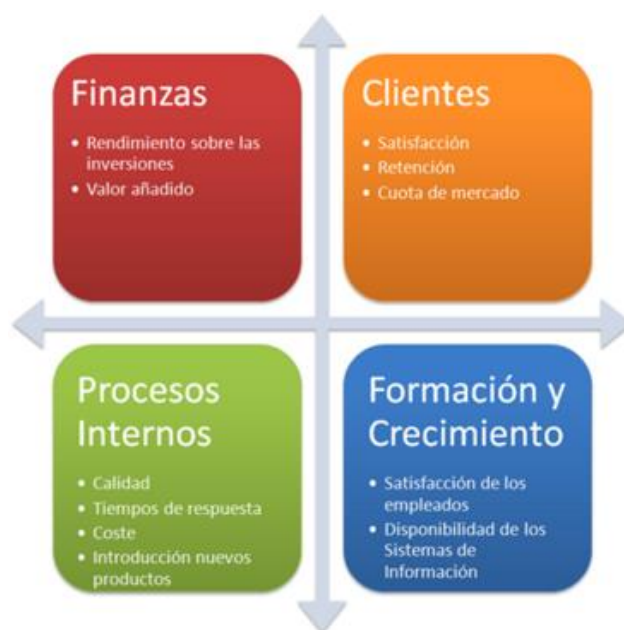 Finanzas
• Rendimiento sobre las
inversiones
• Valor añadido
Clientes
• Satisfacción
• Retención
• Cuota de mercado
Procesos
Internos
• Calidad
• Tiempos de respuesta
• Coste
• Introducción nuevos
productos
Formación y
Crecimiento
• Satisfacción de los
empleados
• Disponibilidad de los
Sistemas de
Información